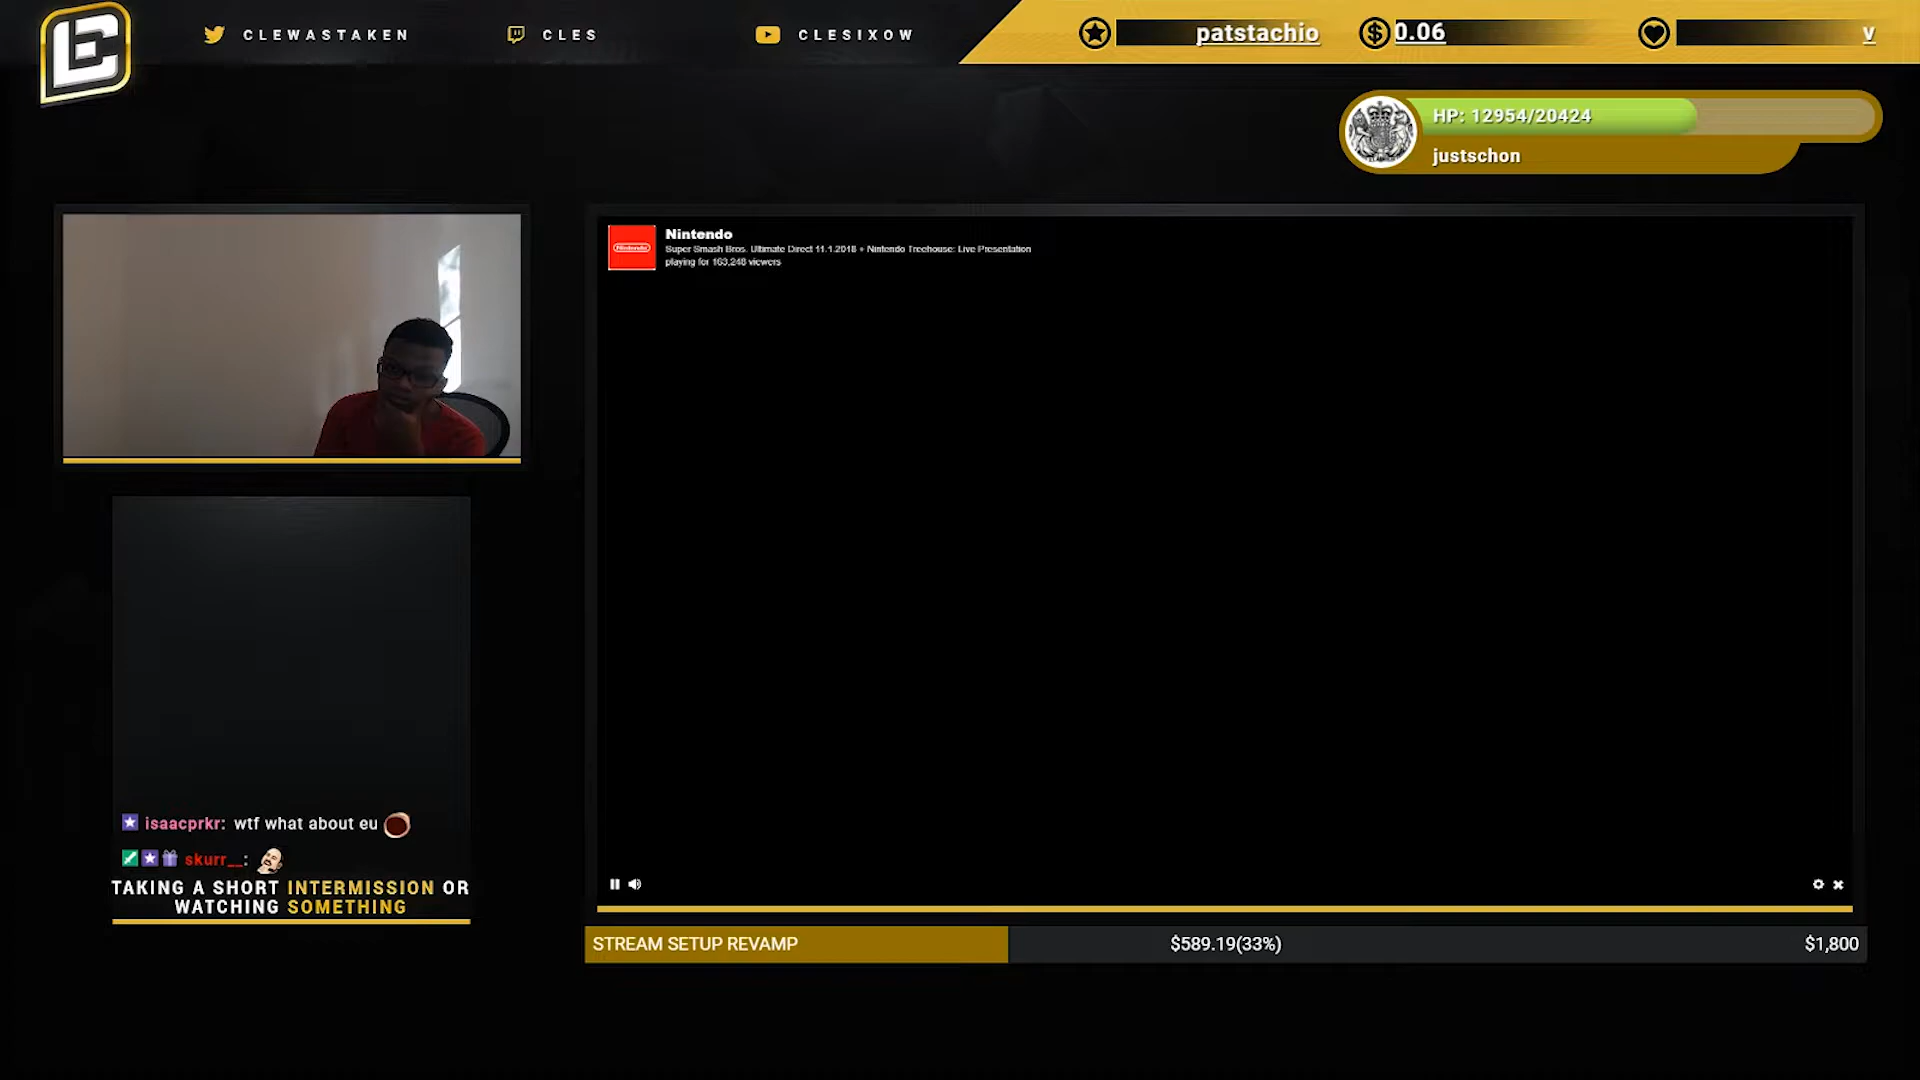 CLEWASTAKEN
CLES
CLESIXOW
patstachio
0.06
v
HP: 12954/20424
justschon
Nintendo
Nintendo
Super Smash Bros. Ultimate Direct 11.1.2018 + Nintendo Treehouse: Live Presentation
playing for 163,248 viewers
isaacprkr: wtf what about eu
skurr__:
TAKING A SHORT INTERMISSION OR
WATCHING SOMETHING
STREAM SETUP REVAMP $589.19(33%) $1,800